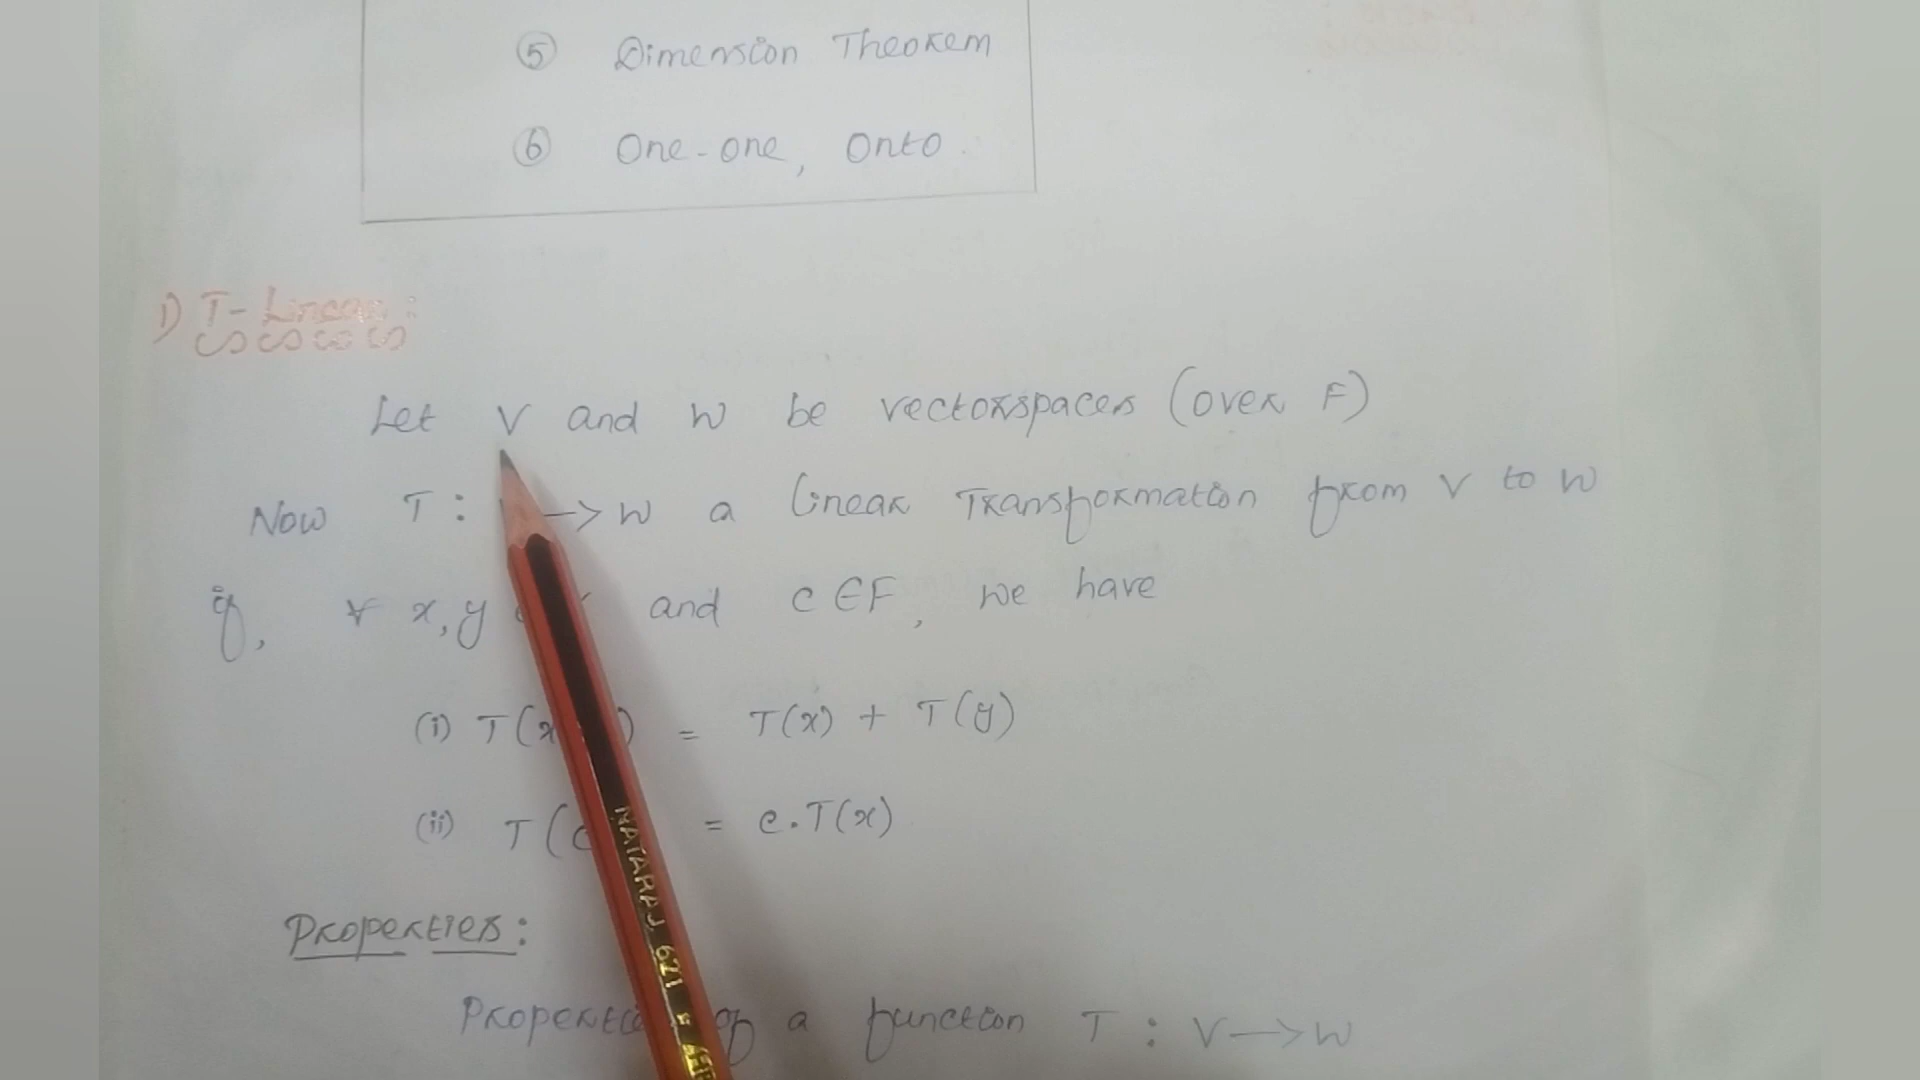 ⑤ Dimension Theorem
⑥ One-one, Onto
1) T-Linear:
Let V and W be vectorspaces (over F)
Now T: → W a linear Transformation from V to W
if, ∀ x,y and c ∈ F, we have
(i) T(x ) = T(x) + T(y)
(ii) T(c = c.T(x)
Properties:
of a function T : V → W
NATARAJ 621